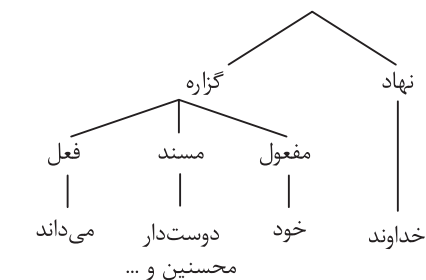 نهاد
گزاره
مفعول
مسند
فعل
خداوند
خود
دوست‌دار
محسنین و ...
می‌داند